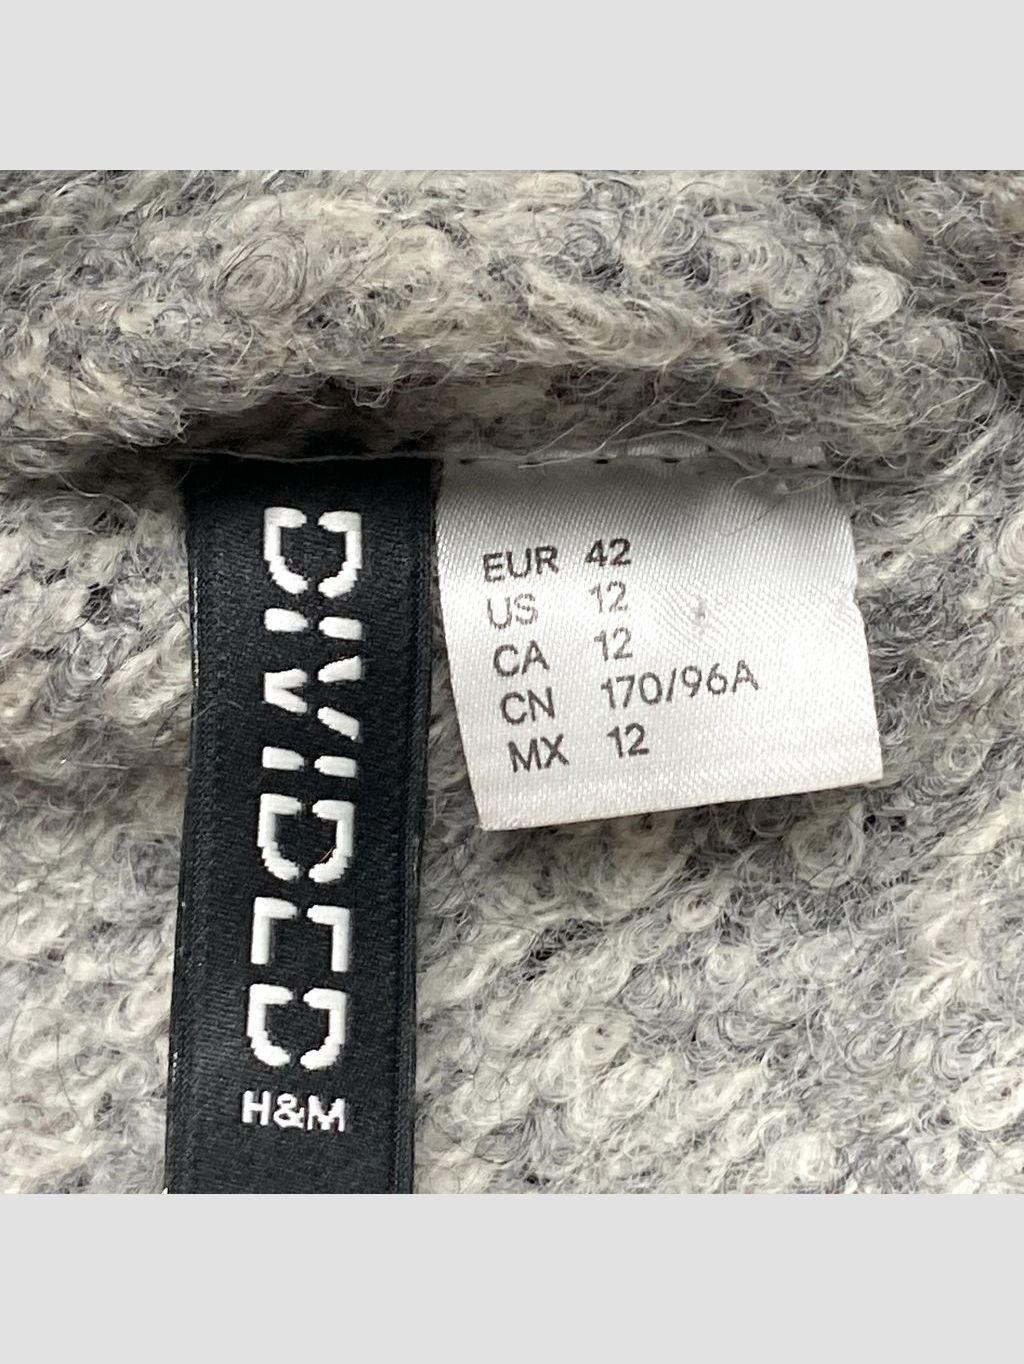 DIVIDED
H&M
EUR 42
US 12
CA 12
CN 170/96A
MX 12